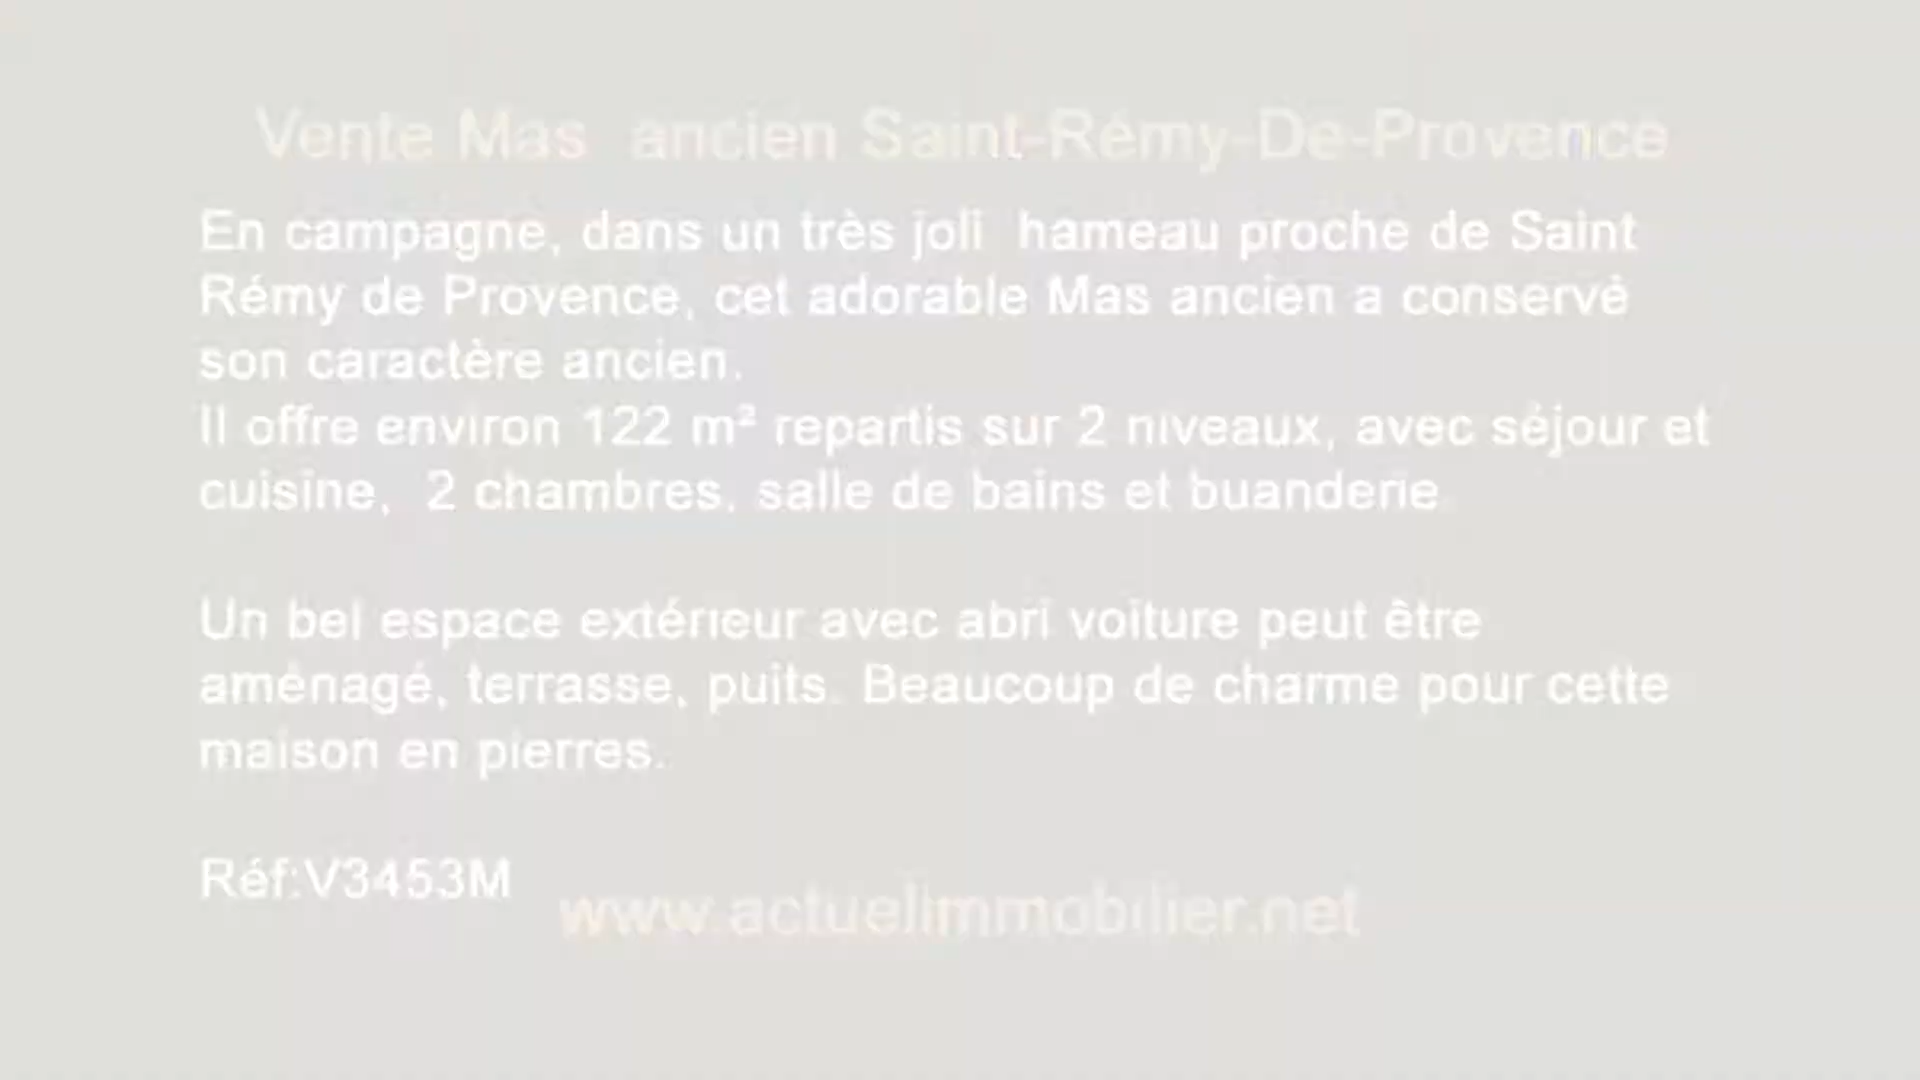 Vente Mas ancien Saint-Rémy-De-Provence
En campagne, dans un très joli hameau proche de Saint
Rémy de Provence, cet adorable Mas ancien a conservé
son caractère ancien.
Il offre environ 122 m² repartis sur 2 niveaux, avec séjour et
cuisine, 2 chambres, salle de bains et buanderie.
Un bel espace extérieur avec abri voiture peut être
aménagé, terrasse, puits. Beaucoup de charme pour cette
maison en pierres.
Réf:V3453M
www.actuelimmobilier.net